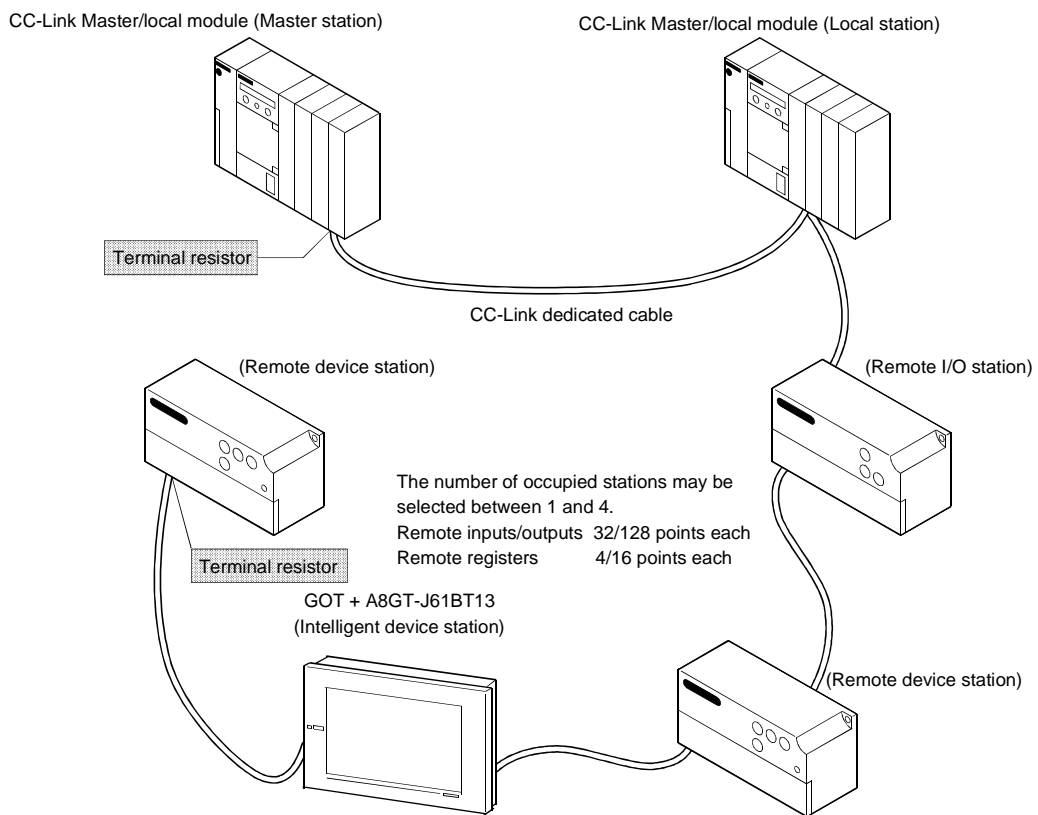 CC-Link Master/local module (Master station)
CC-Link Master/local module (Local station)
Terminal resistor
CC-Link dedicated cable
(Remote device station)
(Remote I/O station)
The number of occupied stations may be
selected between 1 and 4.
Remote inputs/outputs 32/128 points each
Remote registers 4/16 points each
Terminal resistor
GOT + A8GT-J61BT13
(Intelligent device station)
(Remote device station)